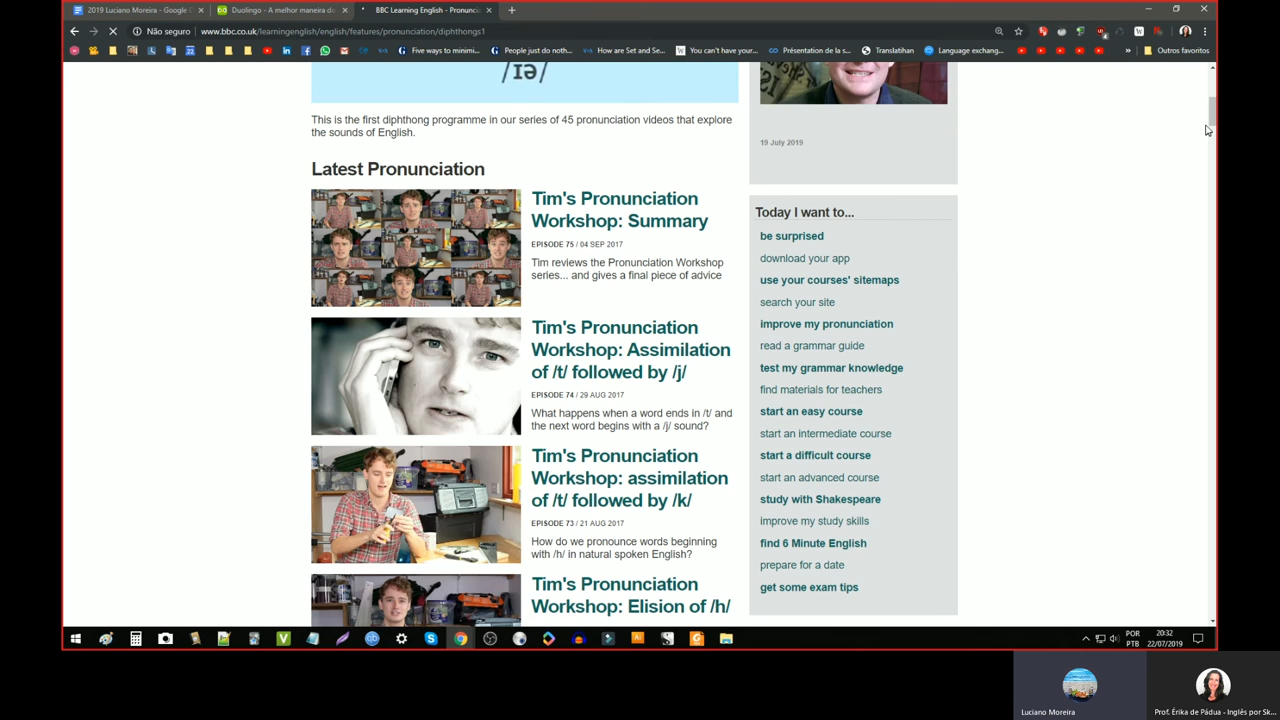 2019 Luciano Moreira - Google
Duolingo - A melhor maneira do
BBC Learning English - Pronunci
Não seguro
www.bbc.co.uk/learningenglish/english/features/pronunciation/diphthongs1
Five ways to minimi...
People just do noth...
How are Set and Se...
You can't have your...
Présentation de la s...
Translatihan
Language exchang...
Outros favoritos
/ɪə/
This is the first diphthong programme in our series of 45 pronunciation videos that explore
the sounds of English.
Latest Pronunciation
Tim's Pronunciation
Workshop: Summary
EPISODE 75 / 04 SEP 2017
Tim reviews the Pronunciation Workshop
series... and gives a final piece of advice
Tim's Pronunciation
Workshop: Assimilation
of /t/ followed by /j/
EPISODE 74 / 29 AUG 2017
What happens when a word ends in /t/ and
the next word begins with a /j/ sound?
Tim's Pronunciation
Workshop: assimilation
of /t/ followed by /k/
EPISODE 73 / 21 AUG 2017
How do we pronounce words beginning
with /h/ in natural spoken English?
Tim's Pronunciation
Workshop: Elision of /h/
19 July 2019
Today I want to...
be surprised
download your app
use your courses' sitemaps
search your site
improve my pronunciation
read a grammar guide
test my grammar knowledge
find materials for teachers
start an easy course
start an intermediate course
start a difficult course
start an advanced course
study with Shakespeare
improve my study skills
find 6 Minute English
prepare for a date
get some exam tips
POR
PTB
20:32
22/07/2019
Luciano Moreira
Prof. Érika de Pádua - Inglês por Sk...